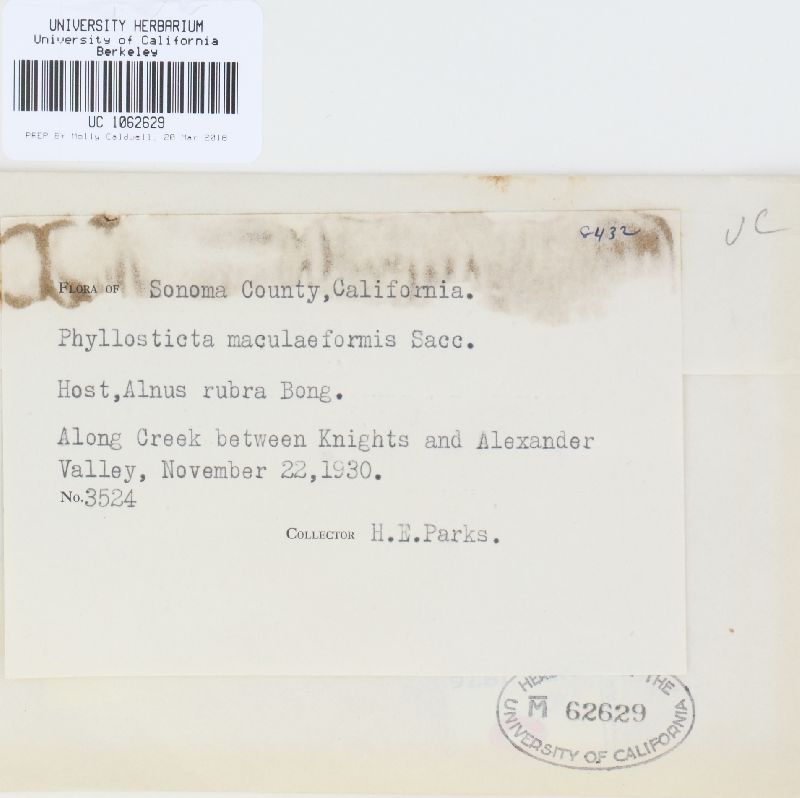 UNIVERSITY HERBARIUM
University of California
Berkeley
UC 1062629
PREP BY Molly Caldwell, 20 Mar 2018
8432
UC
FLORA OF Sonoma County,California.
Phyllosticta maculaeformis Sacc.
Host,Alnus rubra Bong.
Along Creek between Knights and Alexander
Valley, November 22,1930.
No.3524
COLLECTOR H.E.Parks.
THE
M 62629
UNIVERSITY OF CALIFORNIA